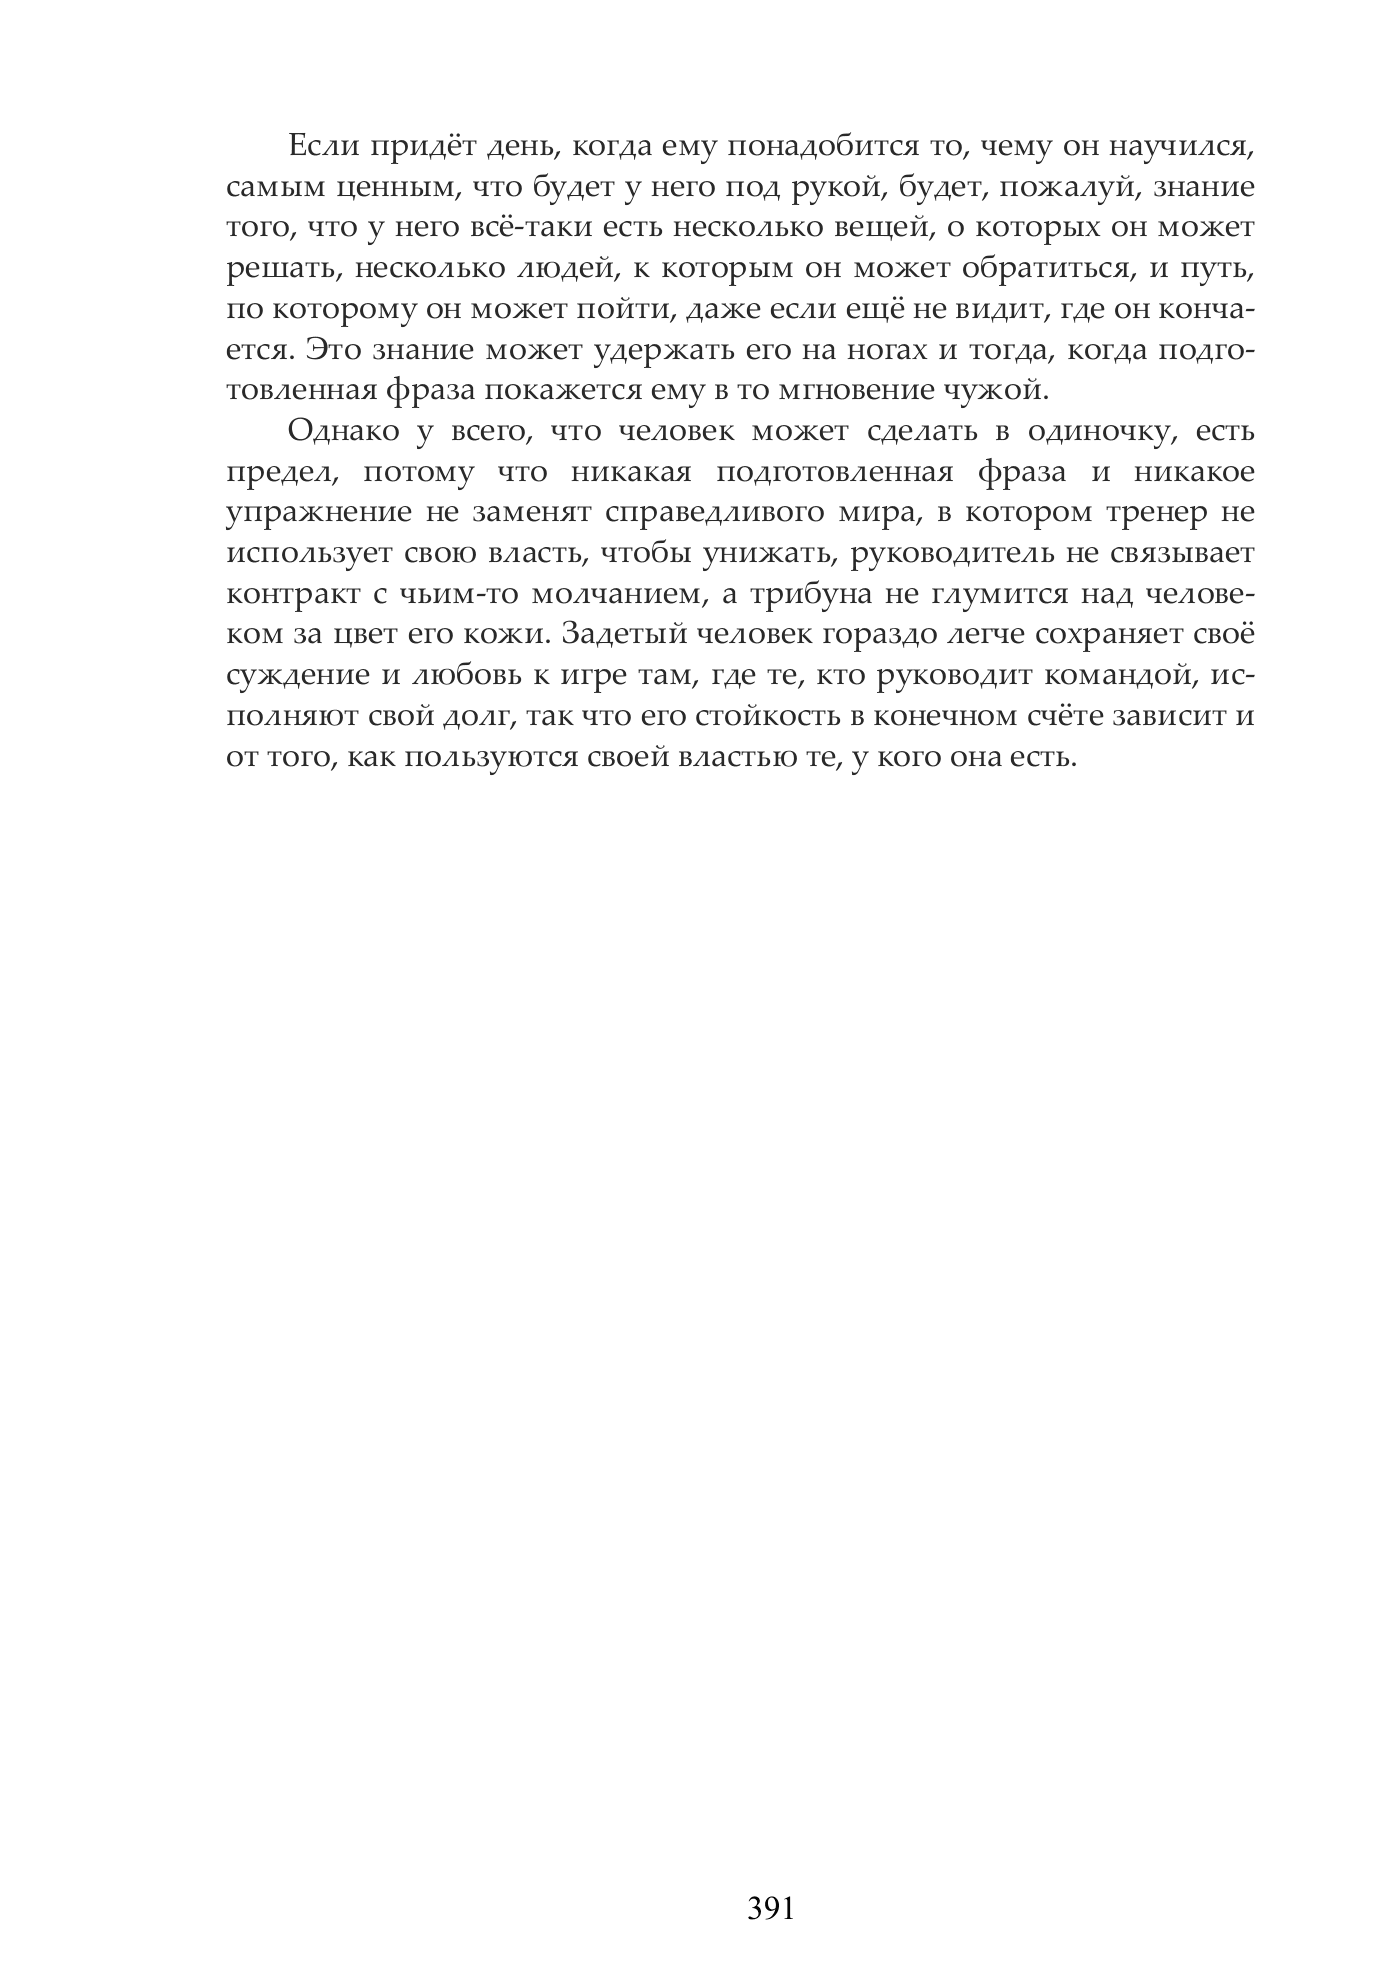 Если придёт день, когда ему понадобится то, чему он научился,
самым ценным, что будет у него под рукой, будет, пожалуй, знание
того, что у него всё-таки есть несколько вещей, о которых он может
решать, несколько людей, к которым он может обратиться, и путь,
по которому он может пойти, даже если ещё не видит, где он конча-
ется. Это знание может удержать его на ногах и тогда, когда подго-
товленная фраза покажется ему в то мгновение чужой.
Однако у всего, что человек может сделать в одиночку, есть
предел, потому что никакая подготовленная фраза и никакое
упражнение не заменят справедливого мира, в котором тренер не
использует свою власть, чтобы унижать, руководитель не связывает
контракт с чьим-то молчанием, а трибуна не глумится над челове-
ком за цвет его кожи. Задетый человек гораздо легче сохраняет своё
суждение и любовь к игре там, где те, кто руководит командой, ис-
полняют свой долг, так что его стойкость в конечном счёте зависит и
от того, как пользуются своей властью те, у кого она есть.
391